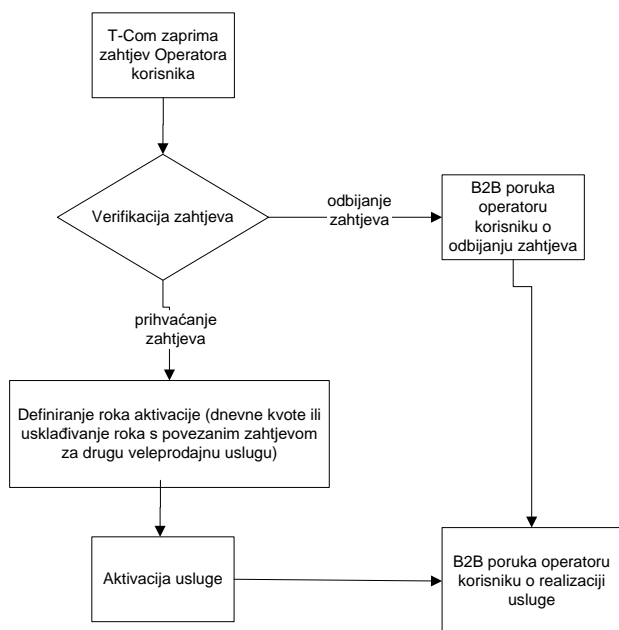 T-Com zaprima
zahtjev Operatora
korisnika
Verifikacija zahtjeva
odbijanje
zahtjeva
B2B poruka
operatoru
korisniku o
odbijanju zahtjeva
prihvaćanje
zahtjeva
Definiranje roka aktivacije (dnevne kvote ili
usklađivanje roka s povezanim zahtjevom
za drugu veleprodajnu uslugu)
Aktivacija usluge
B2B poruka operatoru
korisniku o realizaciji
usluge